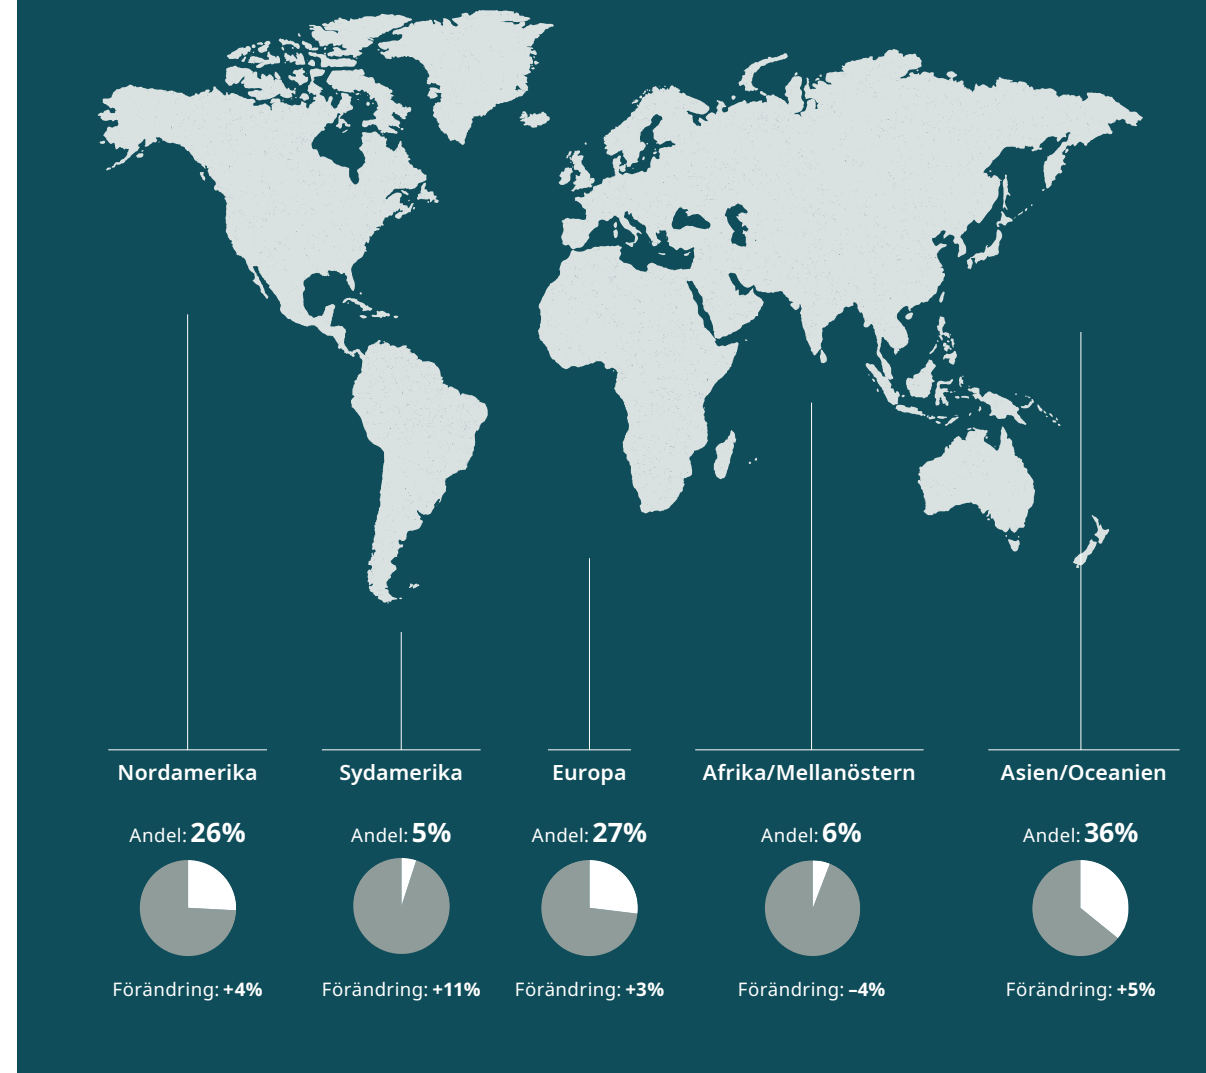 Nordamerika
Sydamerika
Europa
Afrika/Mellanöstern
Asien/Oceanien
Andel: 26%
Andel: 5%
Andel: 27%
Andel: 6%
Andel: 36%
Förändring: +4%
Förändring: +11%
Förändring: +3%
Förändring: –4%
Förändring: +5%